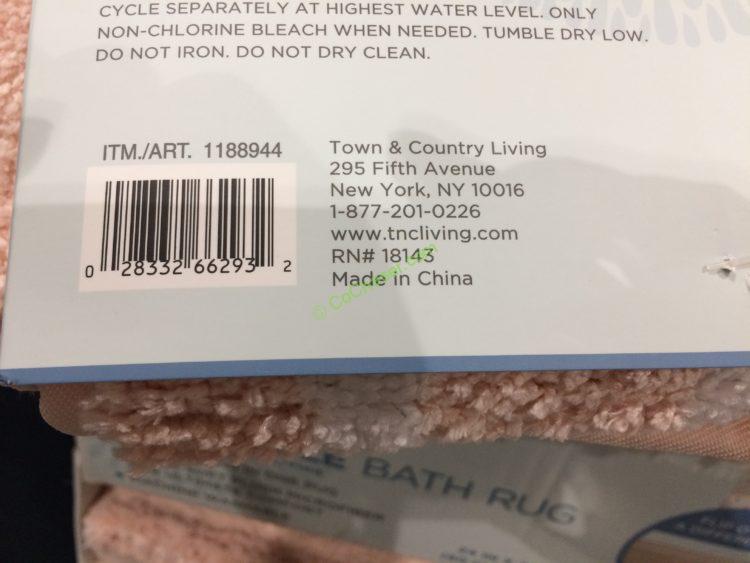 CYCLE SEPARATELY AT HIGHEST WATER LEVEL. ONLY
NON-CHLORINE BLEACH WHEN NEEDED. TUMBLE DRY LOW.
DO NOT IRON. DO NOT DRY CLEAN.
ITM./ART. 1188944
0 28332 66293 2
Town & Country Living
295 Fifth Avenue
New York, NY 10016
1-877-201-0226
www.tncliving.com
RN# 18143
Made in China
BATH RUG